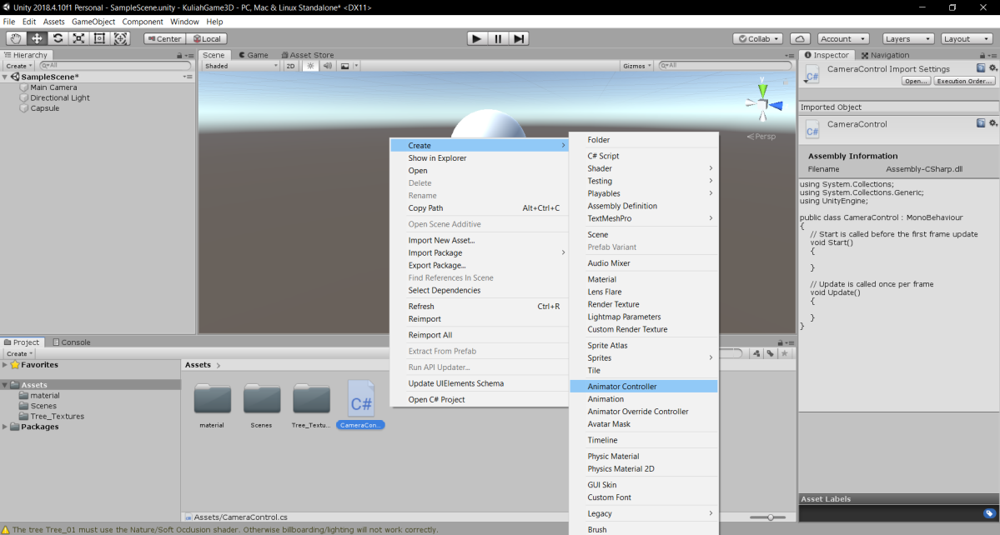 Unity 2018.4.10f1 Personal - SampleScene.unity - KuliahGame3D - PC, Mac & Linux Standalone* <DX11>
File Edit Assets GameObject Component Window Help
Center Local Collab Account Layers Layout
Hierarchy
Create All
SampleScene*
Main Camera
Directional Light
Capsule
Scene Game Asset Store
Shaded 2D Gizmos All
y
Persp
Inspector Navigation
C#
CameraControl Import Settings
Open... Execution Order...
Imported Object
C#
CameraControl
Assembly Information
Filename Assembly-CSharp.dll
using System.Collections;
using System.Collections.Generic;
using UnityEngine;
public class CameraControl : MonoBehaviour
{
// Start is called before the first frame update
void Start()
{
}
// Update is called once per frame
void Update()
{
}
}
Asset Labels
Create
Show in Explorer
Open
Delete
Rename
Copy Path Alt+Ctrl+C
Open Scene Additive
Import New Asset...
Import Package
Export Package...
Find References In Scene
Select Dependencies
Refresh Ctrl+R
Reimport
Reimport All
Extract From Prefab
Run API Updater...
Update UIElements Schema
Open C# Project
Folder
C# Script
Shader
Testing
Playables
Assembly Definition
TextMeshPro
Scene
Prefab Variant
Audio Mixer
Material
Lens Flare
Render Texture
Lightmap Parameters
Custom Render Texture
Sprite Atlas
Sprites
Tile
Animator Controller
Animation
Animator Override Controller
Avatar Mask
Timeline
Physic Material
Physics Material 2D
GUI Skin
Custom Font
Legacy
Brush
Project Console
Create
Favorites
Assets
material
Scenes
Tree_Textures
Packages
Assets
C#
material Scenes Tree_Textu... CameraCon...
Assets/CameraControl.cs
The tree Tree_01 must use the Nature/Soft Occlusion shader. Otherwise billboarding/lighting will not work correctly.